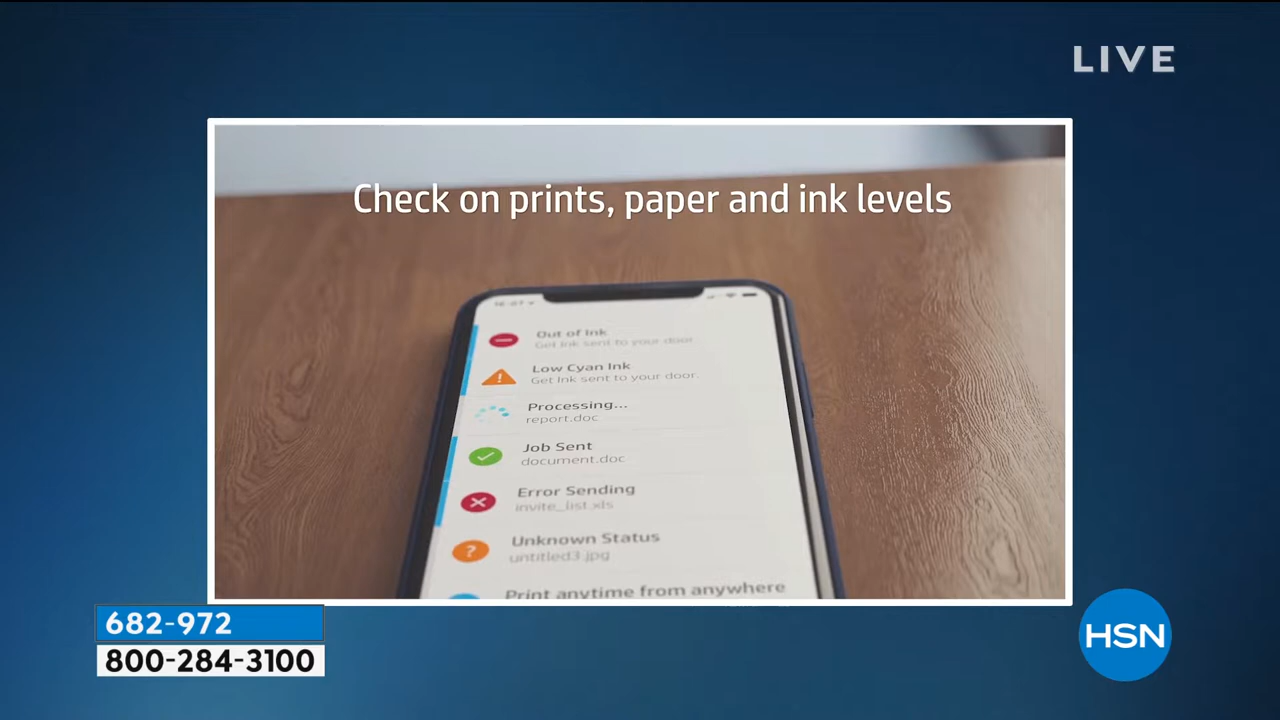 LIVE
Check on prints, paper and ink levels
Out of Ink
Get Ink sent to your door.
Low Cyan Ink
Get Ink sent to your door.
Processing...
report.doc
Job Sent
document.doc
Error Sending
invite_list.xls
Unknown Status
untitled3.jpg
Print anytime from anywhere
682-972
800-284-3100
HSN